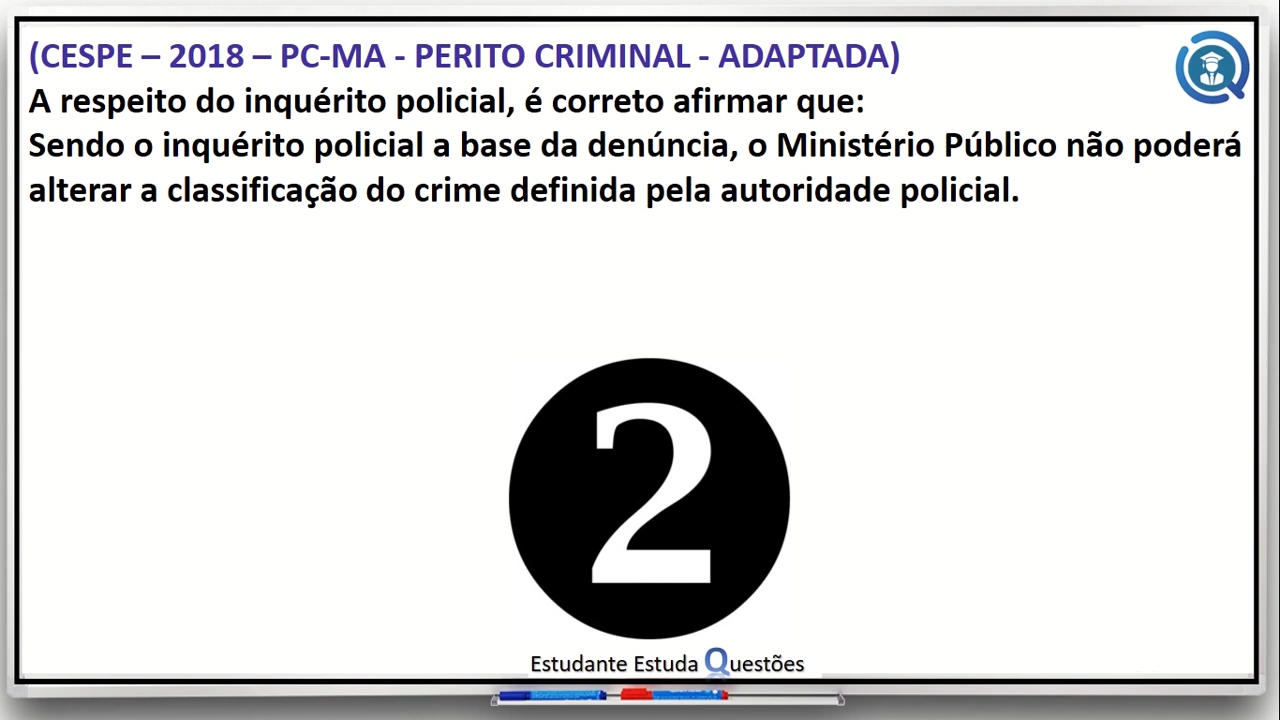 (CESPE – 2018 – PC-MA - PERITO CRIMINAL - ADAPTADA)
A respeito do inquérito policial, é correto afirmar que:
Sendo o inquérito policial a base da denúncia, o Ministério Público não poderá
alterar a classificação do crime definida pela autoridade policial.
2
Estudante Estuda Questões